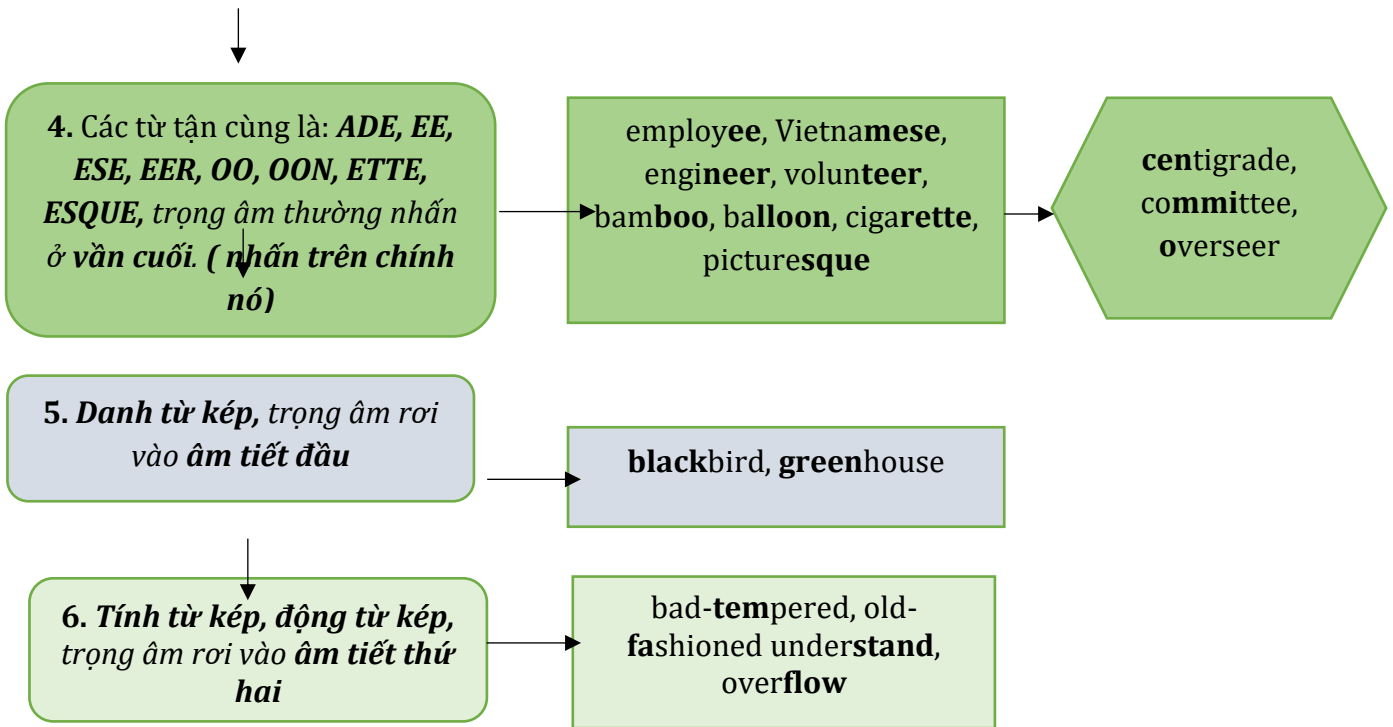 4. Các từ tận cùng là: ADE, EE,
ESE, EER, OO, OON, ETTE,
ESQUE, trọng âm thường nhấn
ở vần cuối. ( nhấn trên chính
nó)
employee, Vietnamese,
engineer, volunteer,
bamboo, balloon, cigarette,
picturesque
centigrade,
committee,
overseer
5. Danh từ kép, trọng âm rơi
vào âm tiết đầu
blackbird, greenhouse
6. Tính từ kép, động từ kép,
trọng âm rơi vào âm tiết thứ
hai
bad-tempered, old-
fashioned understand,
overflow